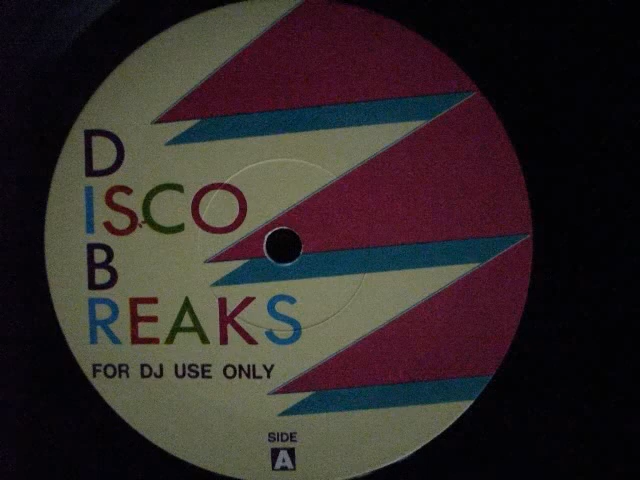 D
ISCO
B
REAKS
FOR DJ USE ONLY
SIDE
A